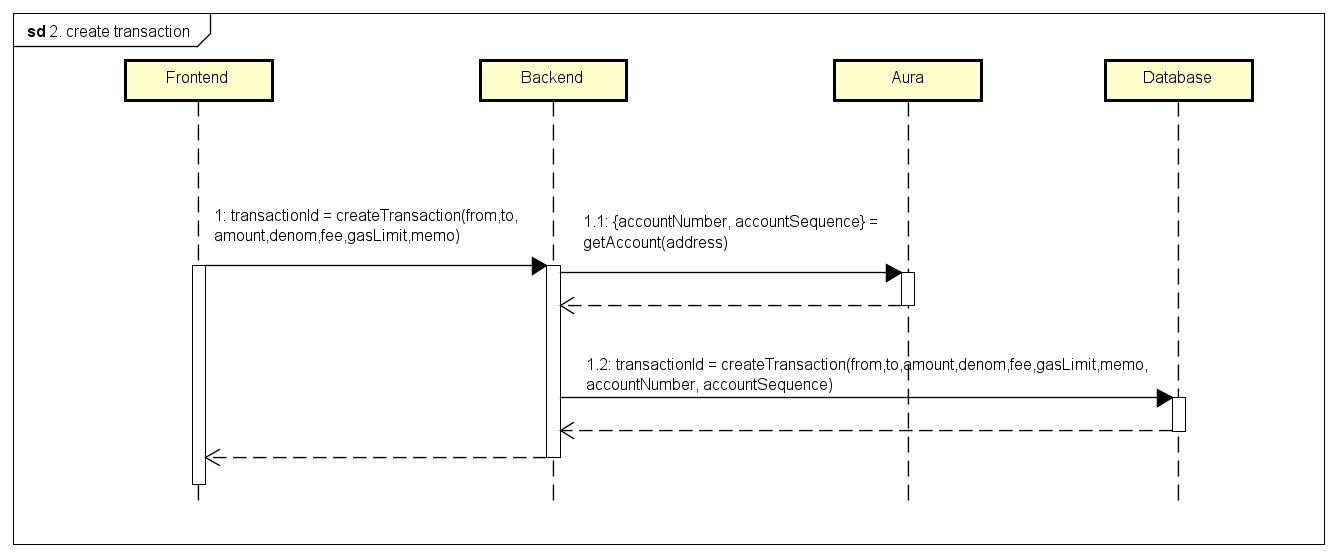 sd 2. create transaction
Frontend
Backend
Aura
Database
1: transactionId = createTransaction(from,to,
amount,denom,fee,gasLimit,memo)
1.1: {accountNumber, accountSequence} =
getAccount(address)
1.2: transactionId = createTransaction(from,to,amount,denom,fee,gasLimit,memo,
accountNumber, accountSequence)